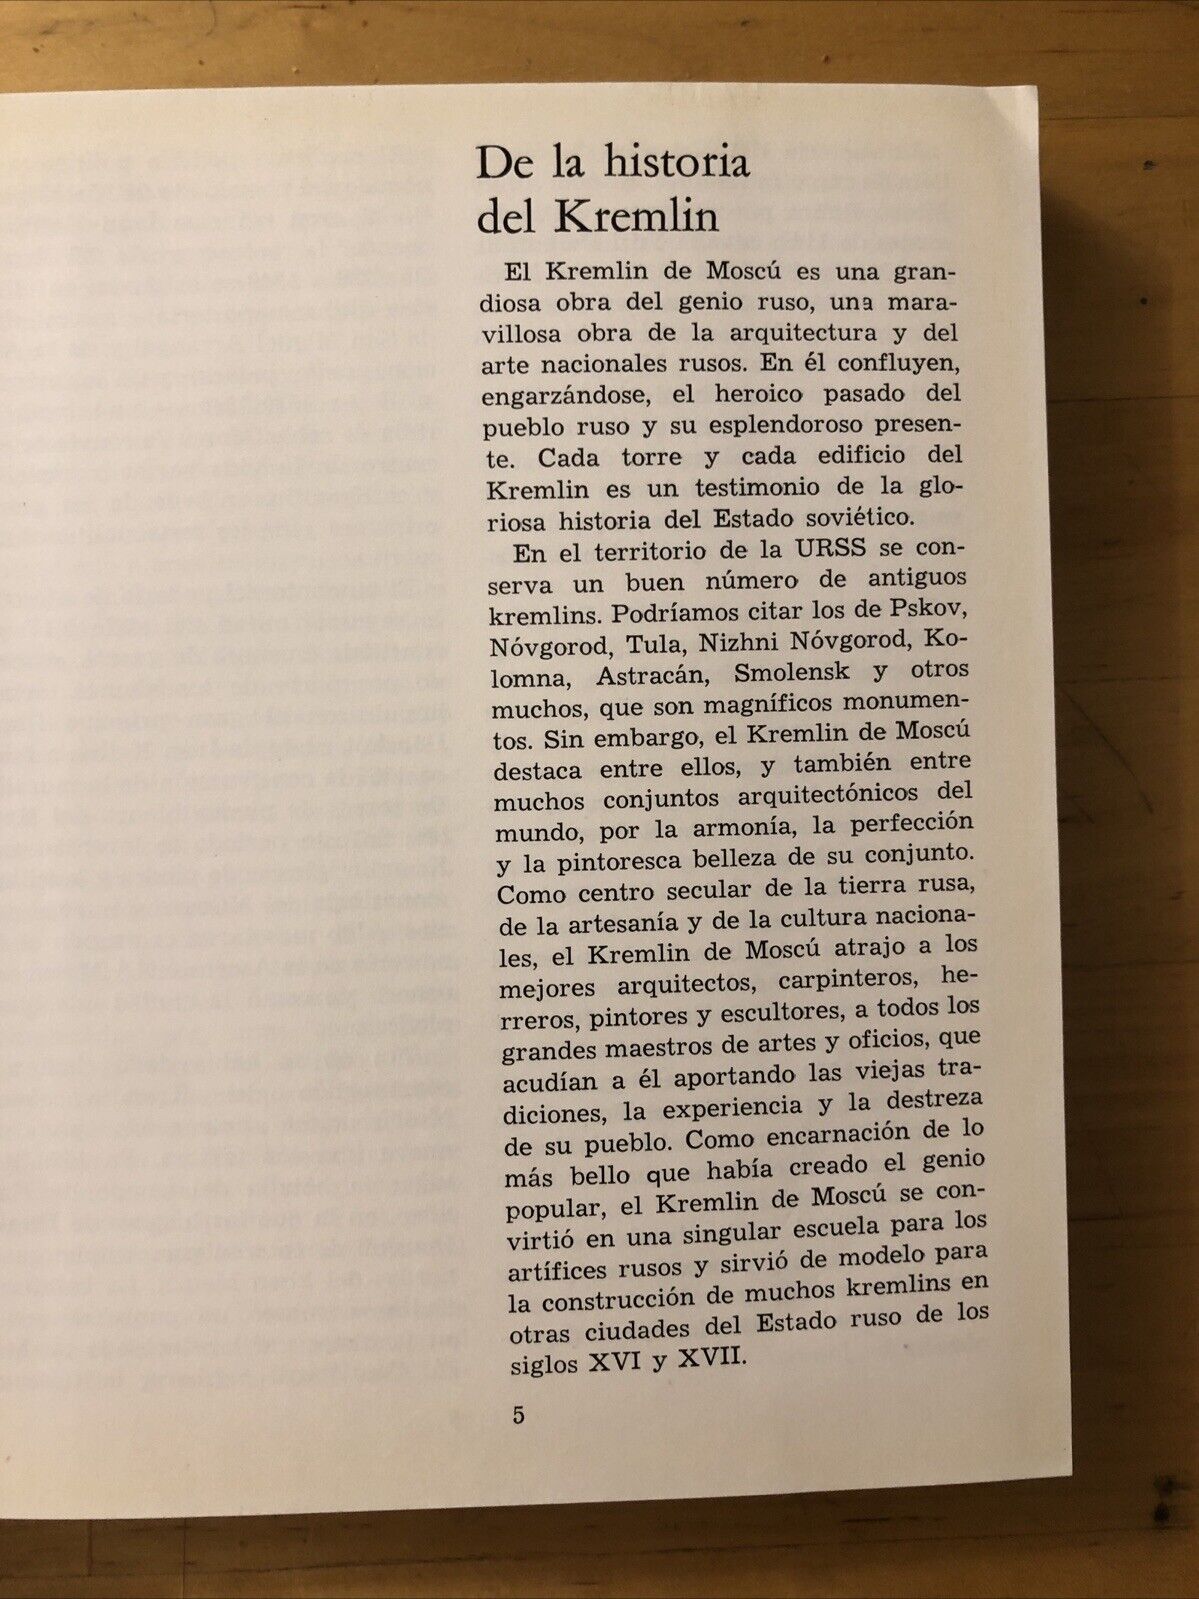 De la historia
del Kremlin
El Kremlin de Moscú es una gran-
diosa obra del genio ruso, una mara-
villosa obra de la arquitectura y del
arte nacionales rusos. En él confluyen,
engarzándose, el heroico pasado del
pueblo ruso y su esplendoroso presen-
te. Cada torre y cada edificio del
Kremlin es un testimonio de la glo-
riosa historia del Estado soviético.
En el territorio de la URSS se con-
serva un buen número de antiguos
kremlins. Podríamos citar los de Pskov,
Nóvgorod, Tula, Nizhni Nóvgorod, Ko-
lomna, Astracán, Smolensk y otros
muchos, que son magníficos monumen-
tos. Sin embargo, el Kremlin de Moscú
destaca entre ellos, y también entre
muchos conjuntos arquitectónicos del
mundo, por la armonía, la perfección
y la pintoresca belleza de su conjunto.
Como centro secular de la tierra rusa,
de la artesanía y de la cultura naciona-
les, el Kremlin de Moscú atrajo a los
mejores arquitectos, carpinteros, he-
rreros, pintores y escultores, a todos los
grandes maestros de artes y oficios, que
acudían a él aportando las viejas tra-
diciones, la experiencia y la destreza
de su pueblo. Como encarnación de lo
más bello que había creado el genio
popular, el Kremlin de Moscú se con-
virtió en una singular escuela para los
artífices rusos y sirvió de modelo para
la construcción de muchos kremlins en
otras ciudades del Estado ruso de los
siglos XVI y XVII.
5